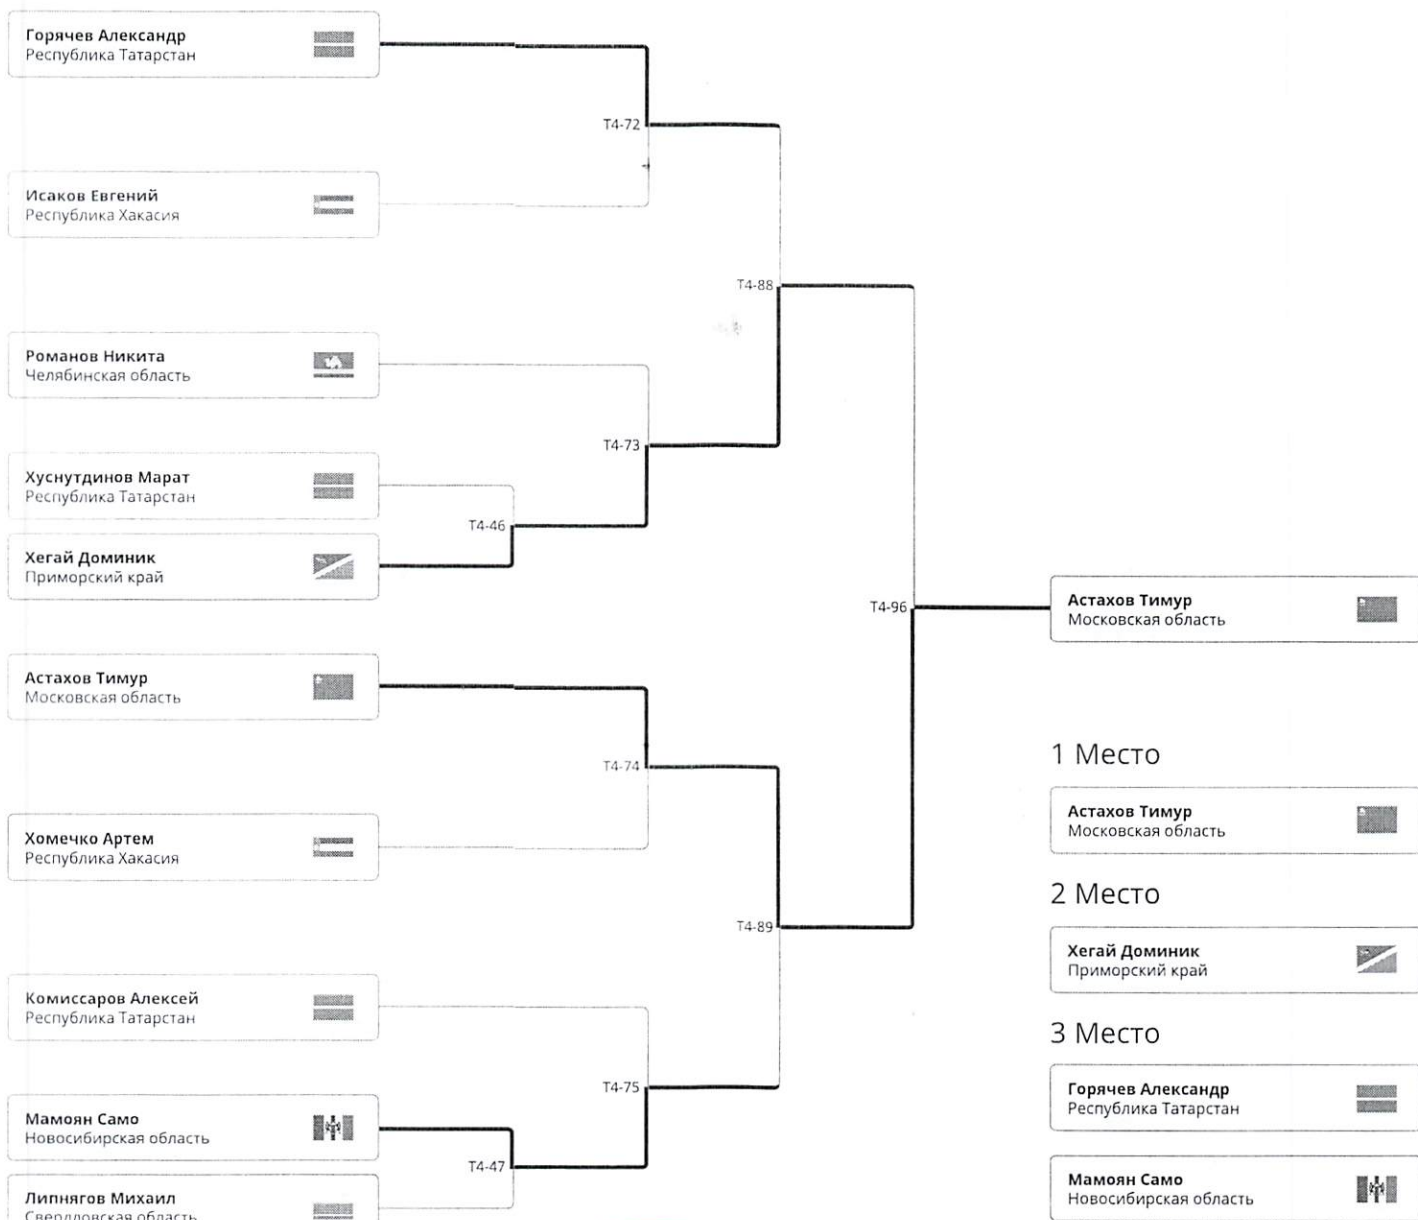 Горячев Александр
Республика Татарстан
T4-72
Исаков Евгений
Республика Хакасия
T4-88
Романов Никита
Челябинская область
T4-73
Хуснутдинов Марат
Республика Татарстан
T4-46
Хегай Доминик
Приморский край
T4-96
Астахов Тимур
Московская область
Астахов Тимур
Московская область
T4-74
Хомечко Артем
Республика Хакасия
T4-89
Комиссаров Алексей
Республика Татарстан
T4-75
Мамоян Само
Новосибирская область
T4-47
Липнягов Михаил
Свердловская область
1 Место
Астахов Тимур
Московская область
2 Место
Хегай Доминик
Приморский край
3 Место
Горячев Александр
Республика Татарстан
Мамоян Само
Новосибирская область